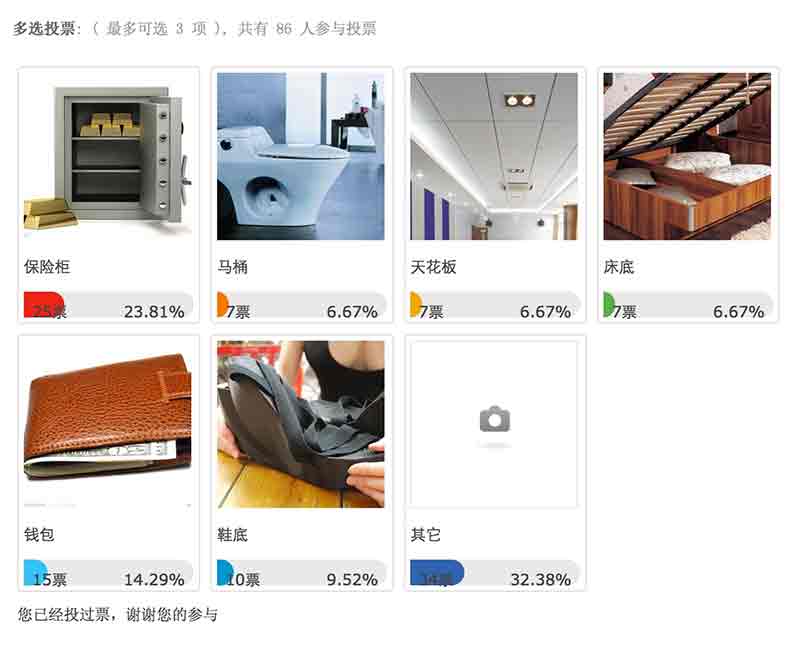 多选投票: ( 最多可选 3 项 ), 共有 86 人参与投票
保险柜
马桶
天花板
床底
25票 23.81%
7票 6.67%
7票 6.67%
7票 6.67%
钱包
鞋底
其它
15票 14.29%
10票 9.52%
34票 32.38%
您已经投过票，谢谢您的参与